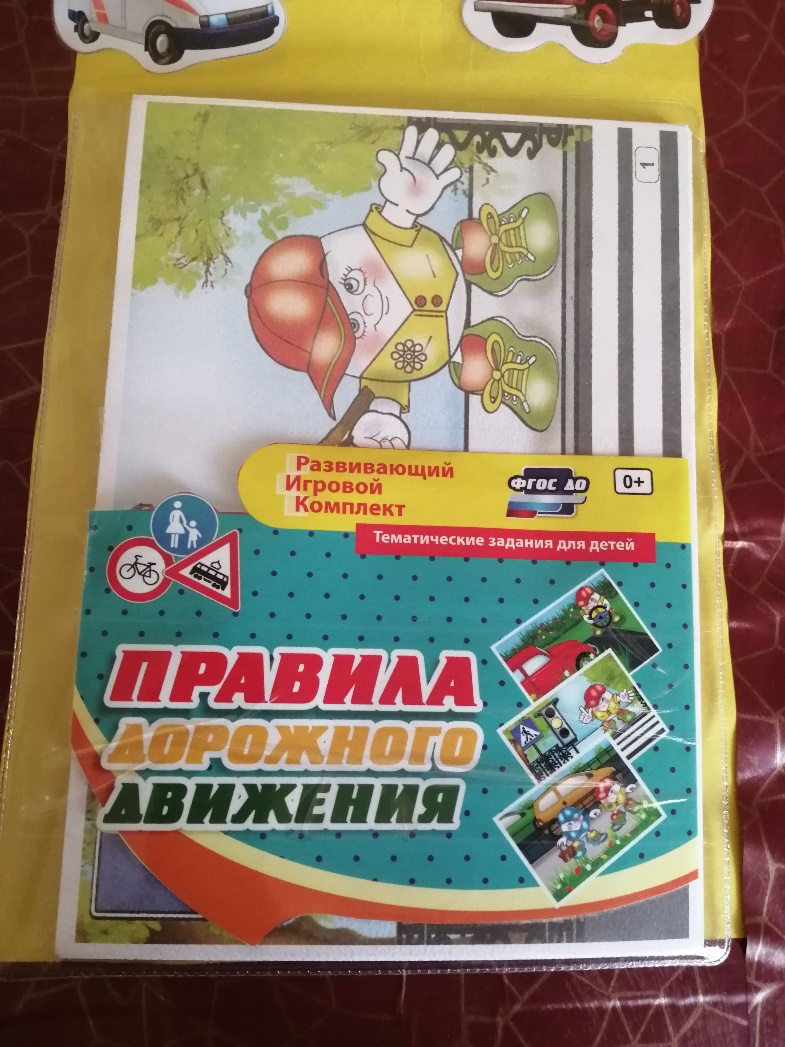 1
Развивающий
Игровой
Комплект
ФГОС ДО
0+
Тематические задания для детей
ПРАВИЛА
ДОРОЖНОГО
ДВИЖЕНИЯ